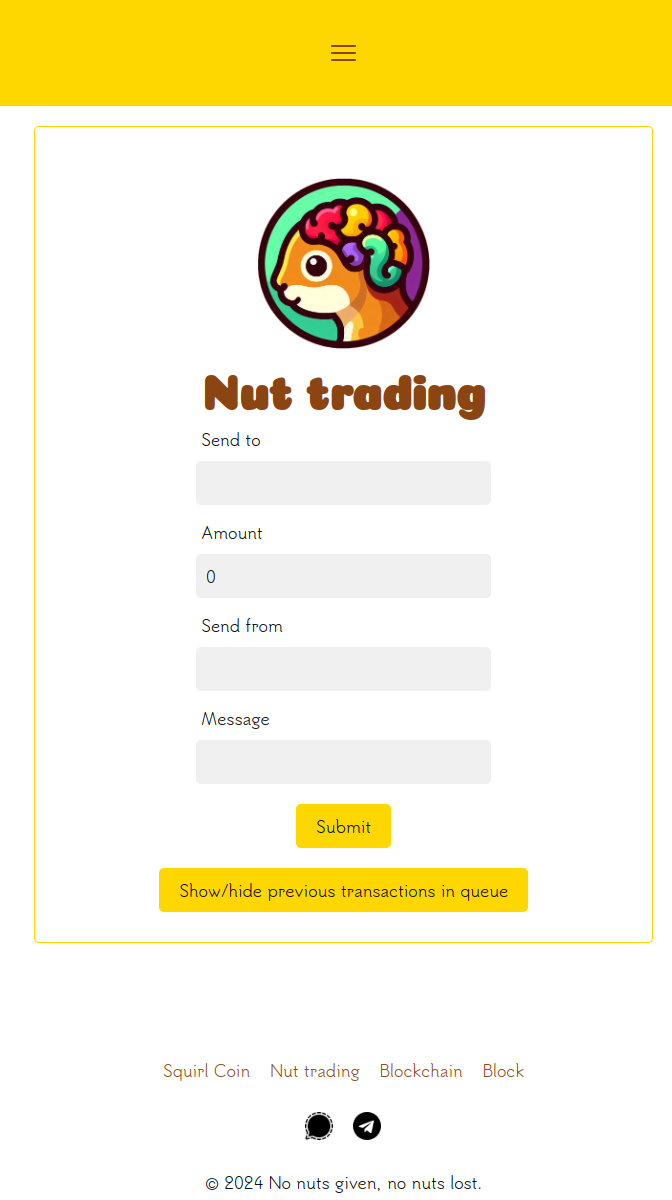 Nut trading
Send to
Amount
0
Send from
Message
Submit
Show/hide previous transactions in queue
Squirl Coin Nut trading Blockchain Block
© 2024 No nuts given, no nuts lost.